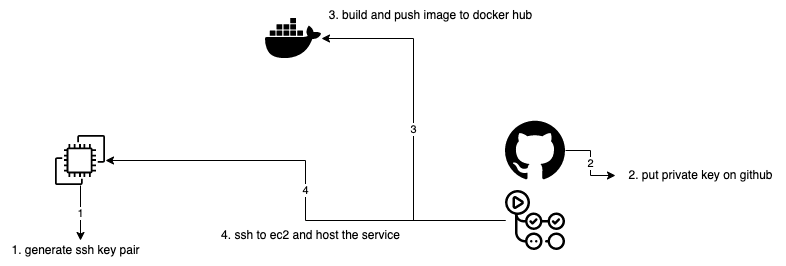 3. build and push image to docker hub
3
2
2. put private key on github
4
1
4. ssh to ec2 and host the service
1. generate ssh key pair